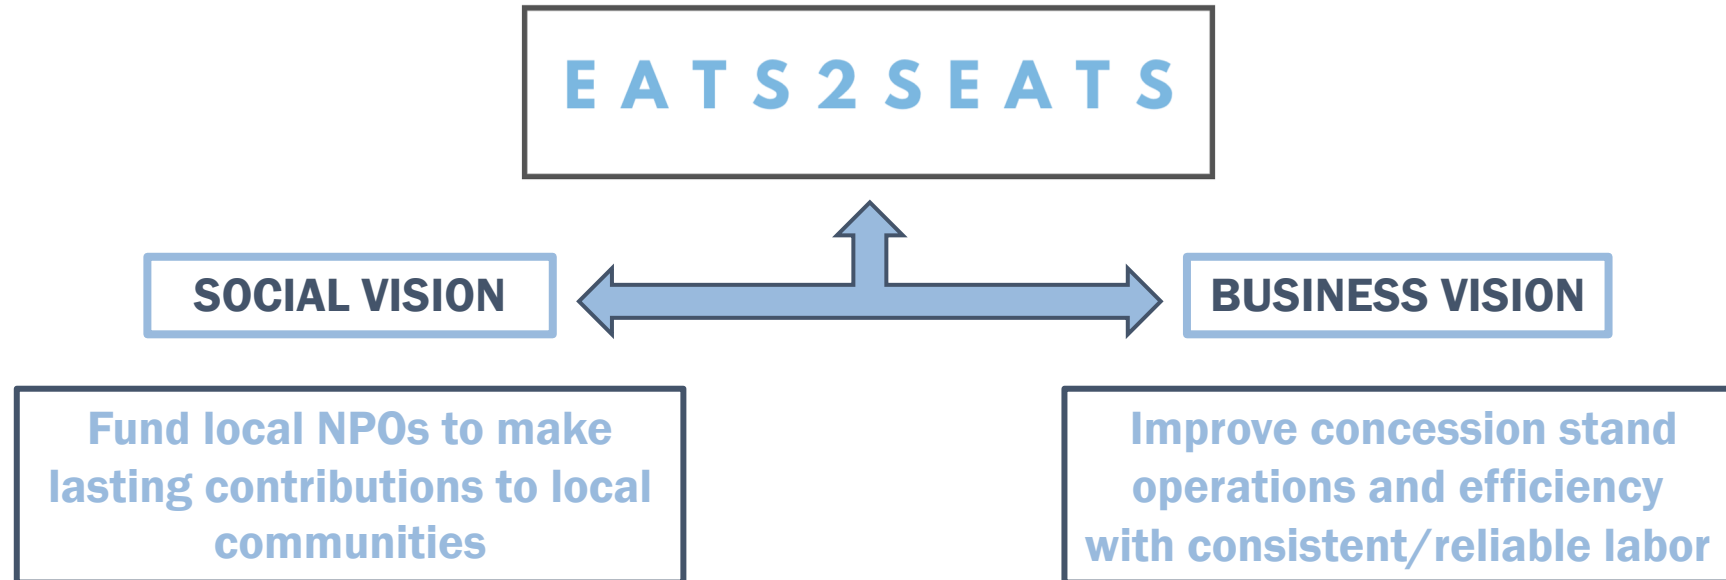 EATS2SEATS
SOCIAL VISION
BUSINESS VISION
Fund local NPOs to make
lasting contributions to local
communities
Improve concession stand
operations and efficiency
with consistent/reliable labor